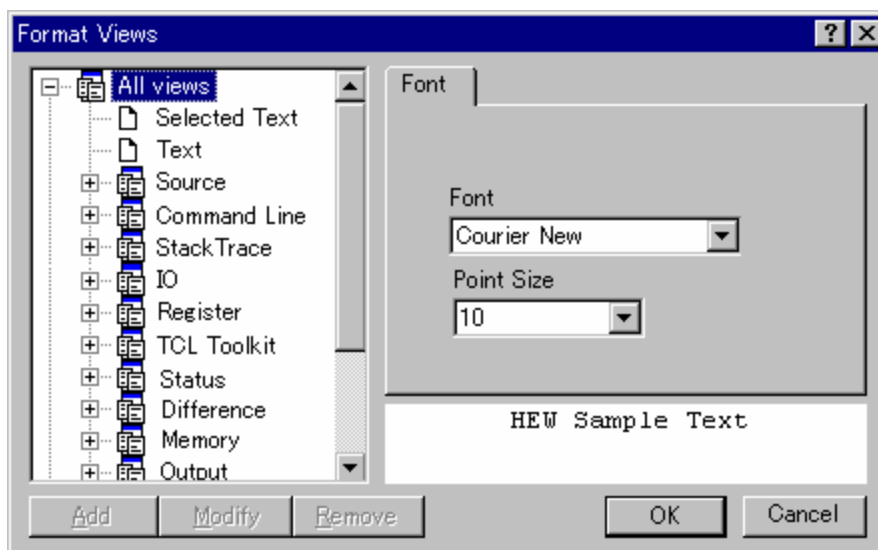 Format Views
All views
Selected Text
Text
Source
Command Line
StackTrace
IO
Register
TCL Toolkit
Status
Difference
Memory
Output
Font
Font
Courier New
Point Size
10
HEW Sample Text
Add Modify Remove OK Cancel